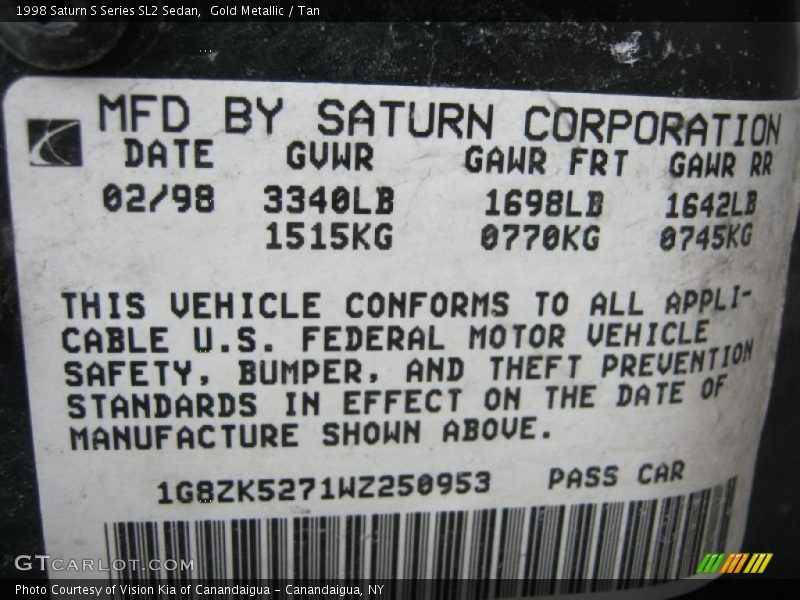 1998 Saturn S Series SL2 Sedan,  Gold Metallic / Tan
MFD BY SATURN CORPORATION
DATE GVWR GAWR FRT GAWR RR
02/98 3340LB 1698LB 1642LB
1515KG 0770KG 0745KG
THIS VEHICLE CONFORMS TO ALL APPLI-
CABLE U.S. FEDERAL MOTOR VEHICLE
SAFETY, BUMPER, AND THEFT PREVENTION
STANDARDS IN EFFECT ON THE DATE OF
MANUFACTURE SHOWN ABOVE.
1G8ZK5271WZ250953 PASS CAR
GTCARLOT.COM
Photo Courtesy of Vision Kia of Canandaigua – Canandaigua, NY